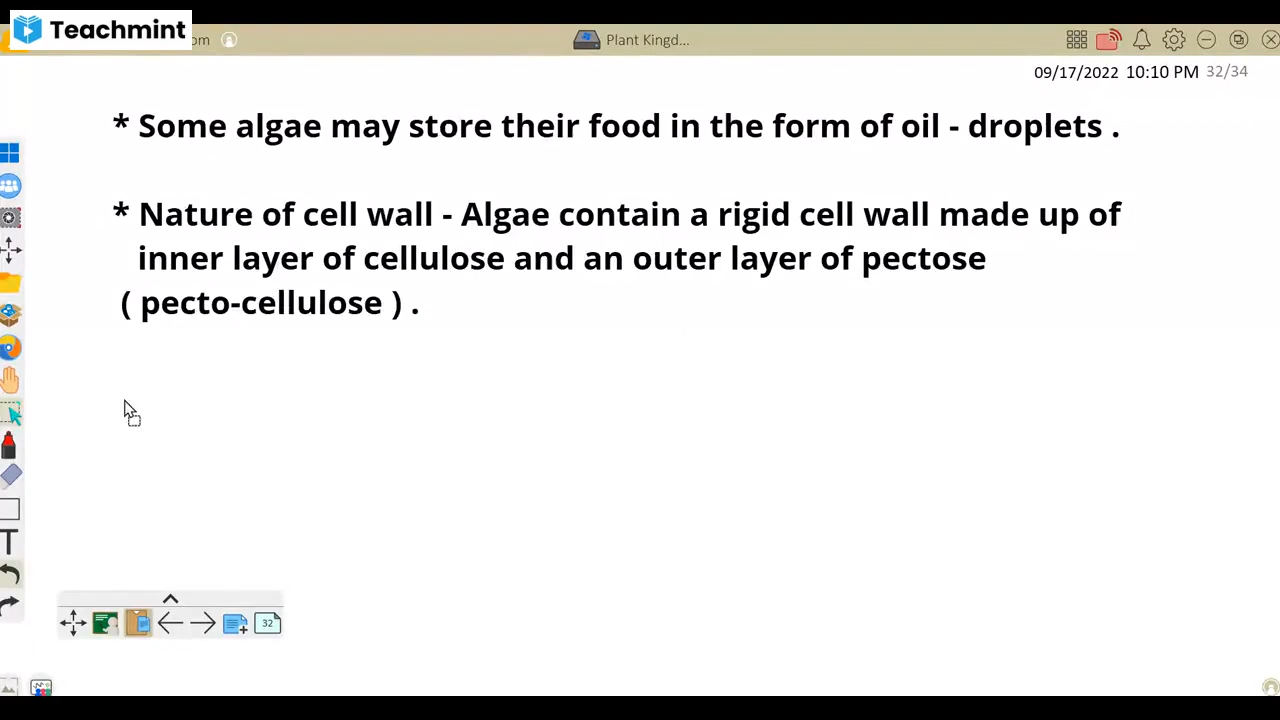 Teachmint
om
Plant Kingd...
09/17/2022 10:10 PM 32/34
* Some algae may store their food in the form of oil - droplets .
* Nature of cell wall - Algae contain a rigid cell wall made up of
inner layer of cellulose and an outer layer of pectose
( pecto-cellulose ) .
T
32